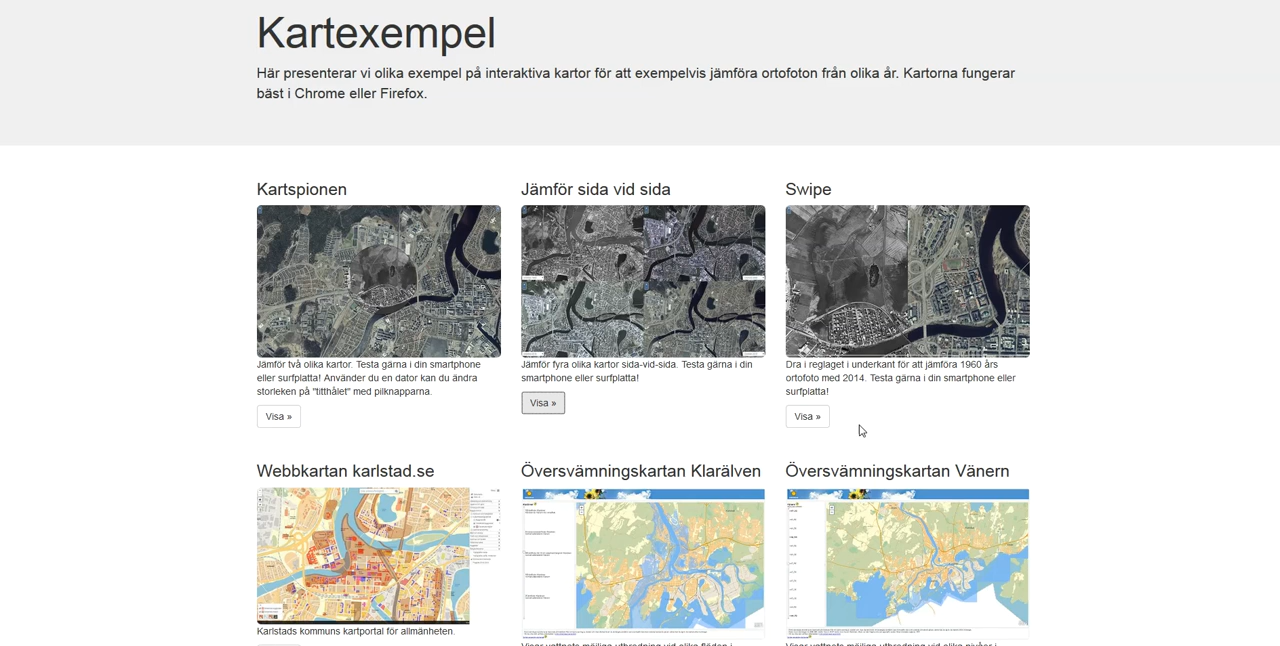 Kartexempel
Här presenterar vi olika exempel på interaktiva kartor för att exempelvis jämföra ortofoton från olika år. Kartorna fungerar
bäst i Chrome eller Firefox.
Kartspionen
Jämför två olika kartor. Testa gärna i din smartphone
eller surfplatta! Använder du en dator kan du ändra
storleken på "titthålet" med pilknapparna.
Visa »
Jämför sida vid sida
Jämför fyra olika kartor sida-vid-sida. Testa gärna i din
smartphone eller surfplatta!
Visa »
Swipe
Dra i reglaget i underkant för att jämföra 1960 års
ortofoto med 2014. Testa gärna i din smartphone eller
surfplatta!
Visa »
Webbkartan karlstad.se
Karlstads kommuns kartportal för allmänheten.
Översvämningskartan Klarälven
Översvämningskartan Vänern